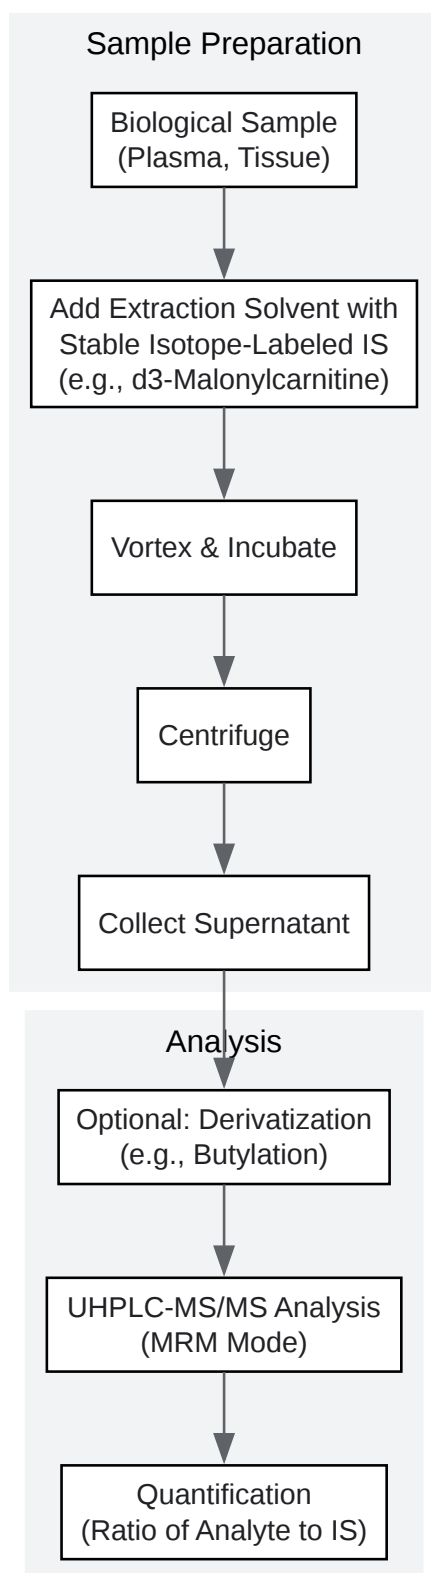 Sample Preparation
Biological Sample
(Plasma, Tissue)
Add Extraction Solvent with
Stable Isotope-Labeled IS
(e.g., d3-Malonylcarnitine)
Vortex & Incubate
Centrifuge
Collect Supernatant
Analysis
Optional: Derivatization
(e.g., Butylation)
UHPLC-MS/MS Analysis
(MRM Mode)
Quantification
(Ratio of Analyte to IS)